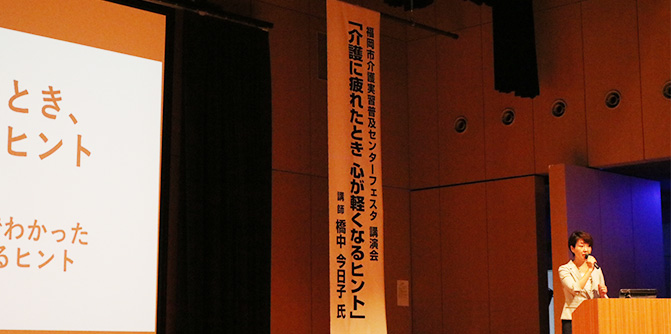 とき、
ヒント
わかった
るヒント
福岡市介護実習普及センターフェスタ 講演会
「介護に疲れたとき 心が軽くなるヒント」
講師 橋中 今日子 氏